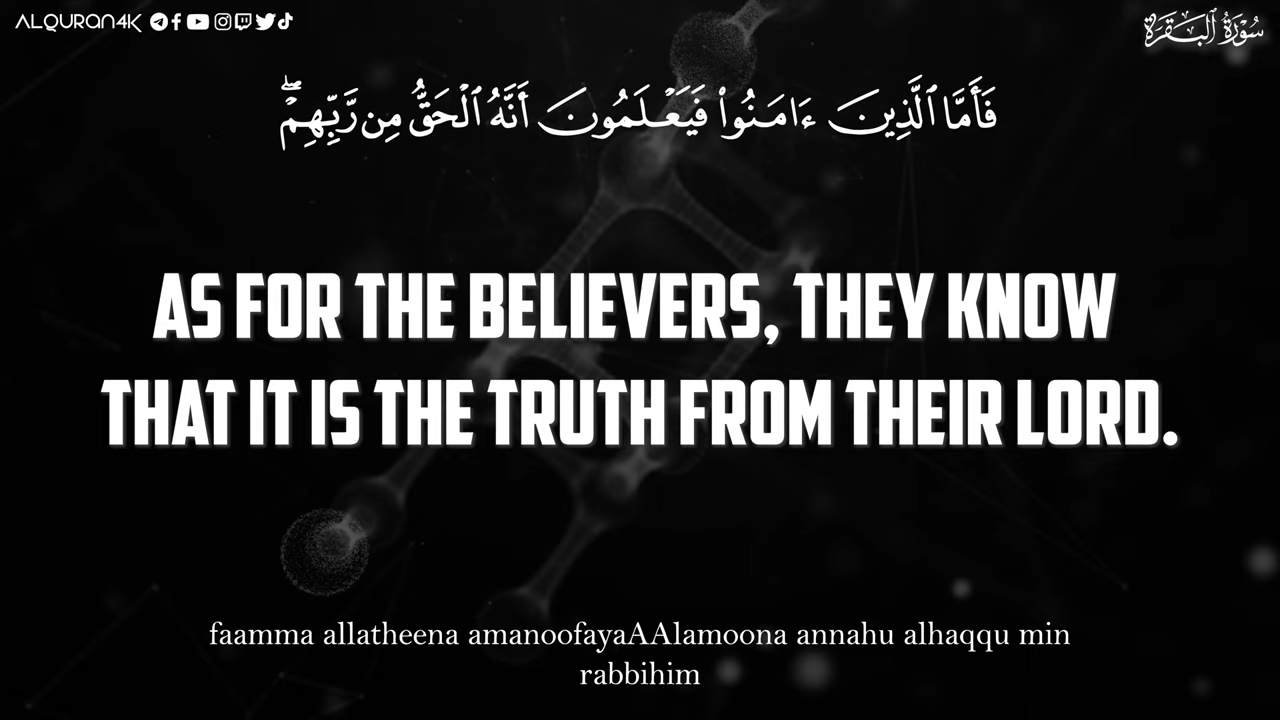 ALQURAN4K
سُورَةُ ٱلْبَقَرَةِ
فَأَمَّا ٱلَّذِينَ ءَامَنُوا۟ فَيَعْلَمُونَ أَنَّهُ ٱلْحَقُّ مِن رَّبِّهِمْ ۖ
AS FOR THE BELIEVERS, THEY KNOW
THAT IT IS THE TRUTH FROM THEIR LORD.
faamma allatheena amanoofayaAAlamoona annahu alhaqqu min
rabbihim